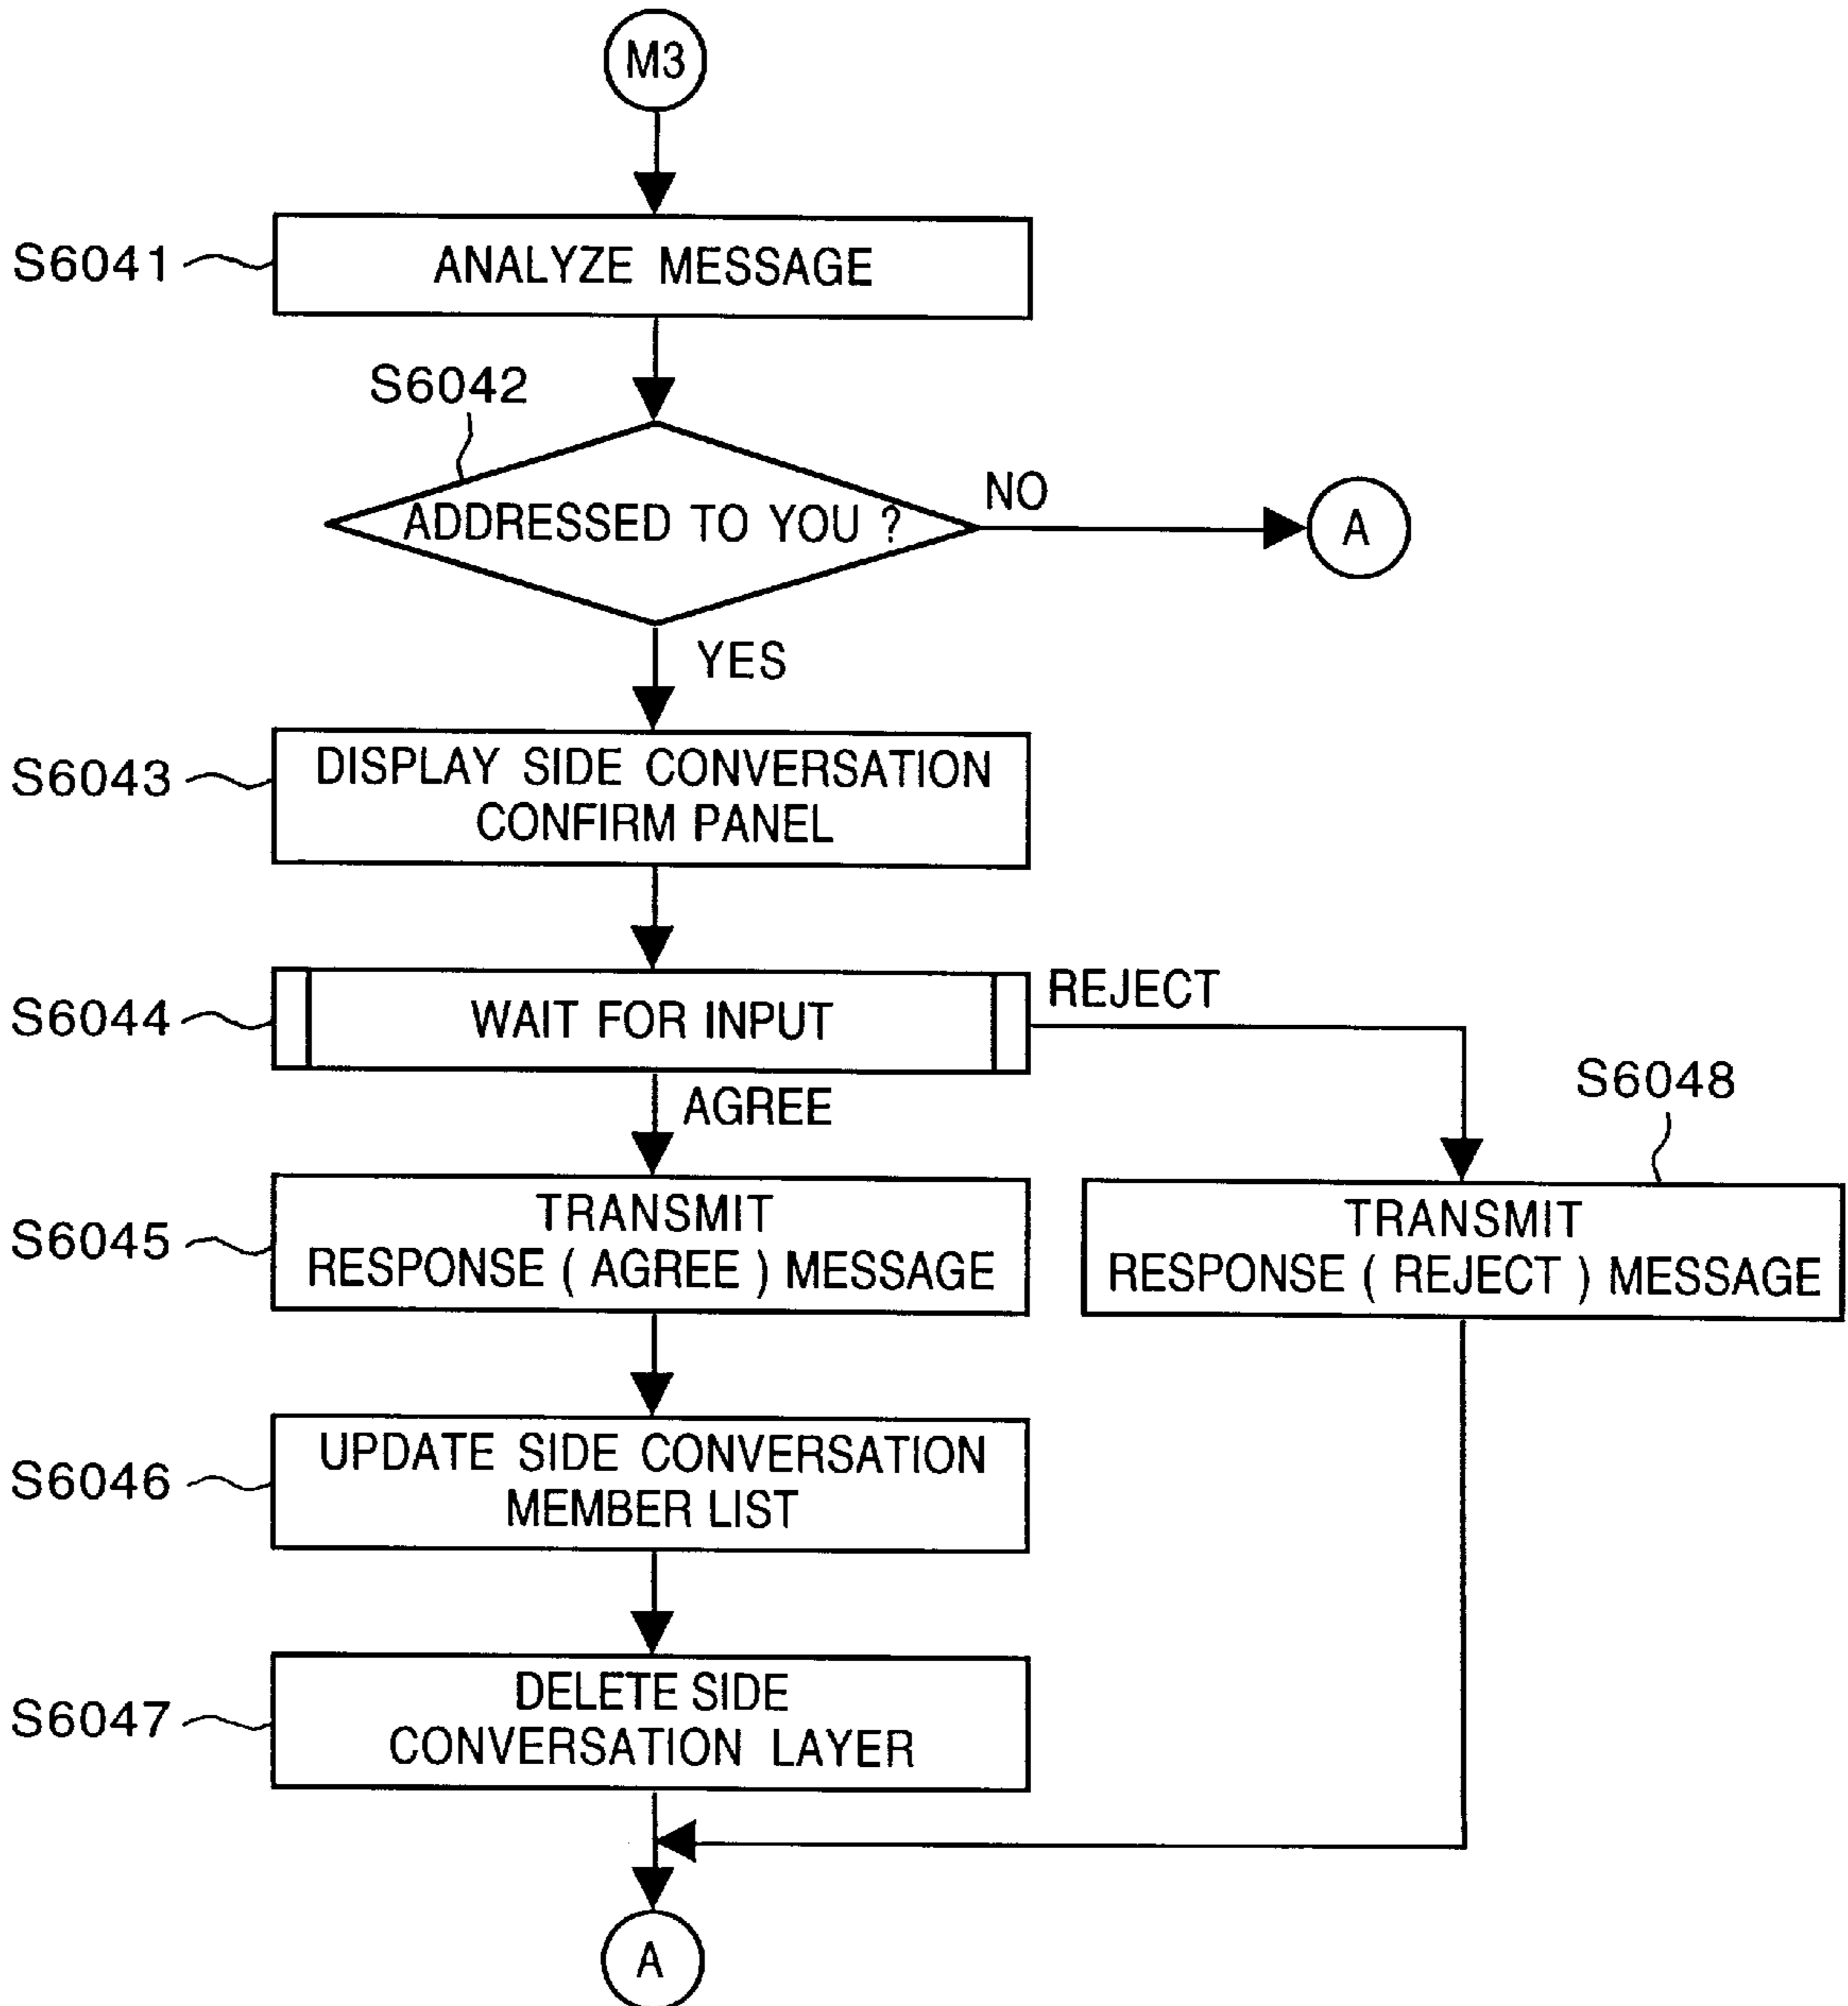 M3
S6041
ANALYZE MESSAGE
S6042
ADDRESSED TO YOU ?
NO
A
YES
S6043
DISPLAY SIDE CONVERSATION
CONFIRM PANEL
S6044
WAIT FOR INPUT
REJECT
AGREE
S6048
S6045
TRANSMIT
RESPONSE ( AGREE ) MESSAGE
TRANSMIT
RESPONSE ( REJECT ) MESSAGE
S6046
UPDATE SIDE CONVERSATION
MEMBER LIST
S6047
DELETE SIDE
CONVERSATION LAYER
A